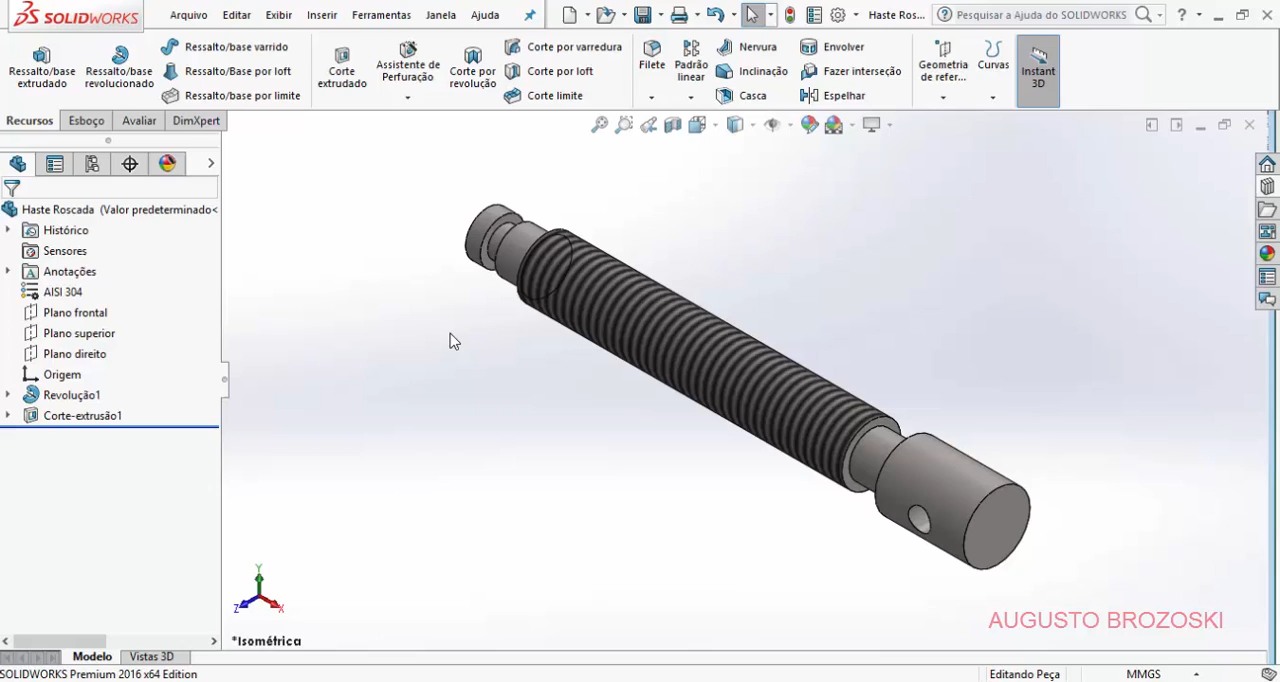 SOLIDWORKS
Arquivo Editar Exibir Inserir Ferramentas Janela Ajuda Haste Ros... Pesquisar a Ajuda do SOLIDWORKS
Ressalto/base extrudado
Ressalto/base revolucionado
Ressalto/base varrido
Ressalto/base por loft
Ressalto/base por limite
Corte extrudado
Assistente de Perfuração
Corte por revolução
Corte por varredura
Corte por loft
Corte limite
Filete
Padrão linear
Nervura
Inclinação
Casca
Envolver
Fazer interseção
Espelhar
Geometria de refer...
Curvas
Instant 3D
Recursos Esboço Avaliar DimXpert
Haste Roscada (Valor predeterminado<
Histórico
Sensores
Anotações
AISI 304
Plano frontal
Plano superior
Plano direito
Origem
Revolução1
Corte-extrusão1
Y
Z
X
*Isométrica
AUGUSTO BROZOSKI
Modelo Vistas 3D
SOLIDWORKS Premium 2016 x64 Edition Editando Peça MMGS